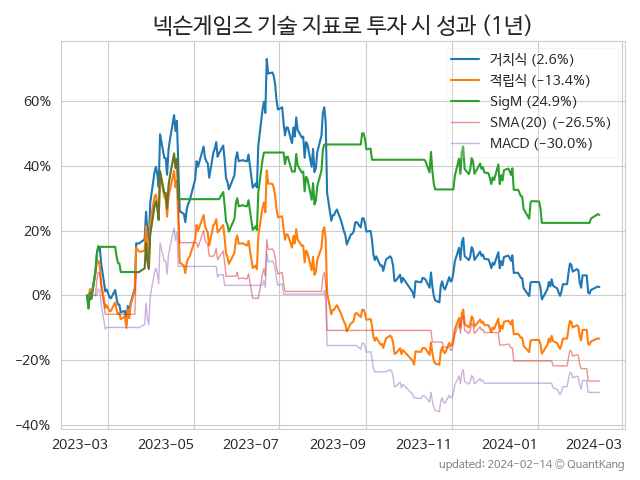 넥슨게임즈 기술 지표로 투자 시 성과 (1년)
거치식 (2.6%)
적립식 (−13.4%)
SigM (24.9%)
SMA(20) (−26.5%)
MACD (−30.0%)
60%
40%
20%
0%
−20%
−40%
2023-03 2023-05 2023-07 2023-09 2023-11 2024-01 2024-03
updated: 2024-02-14 © QuantKang